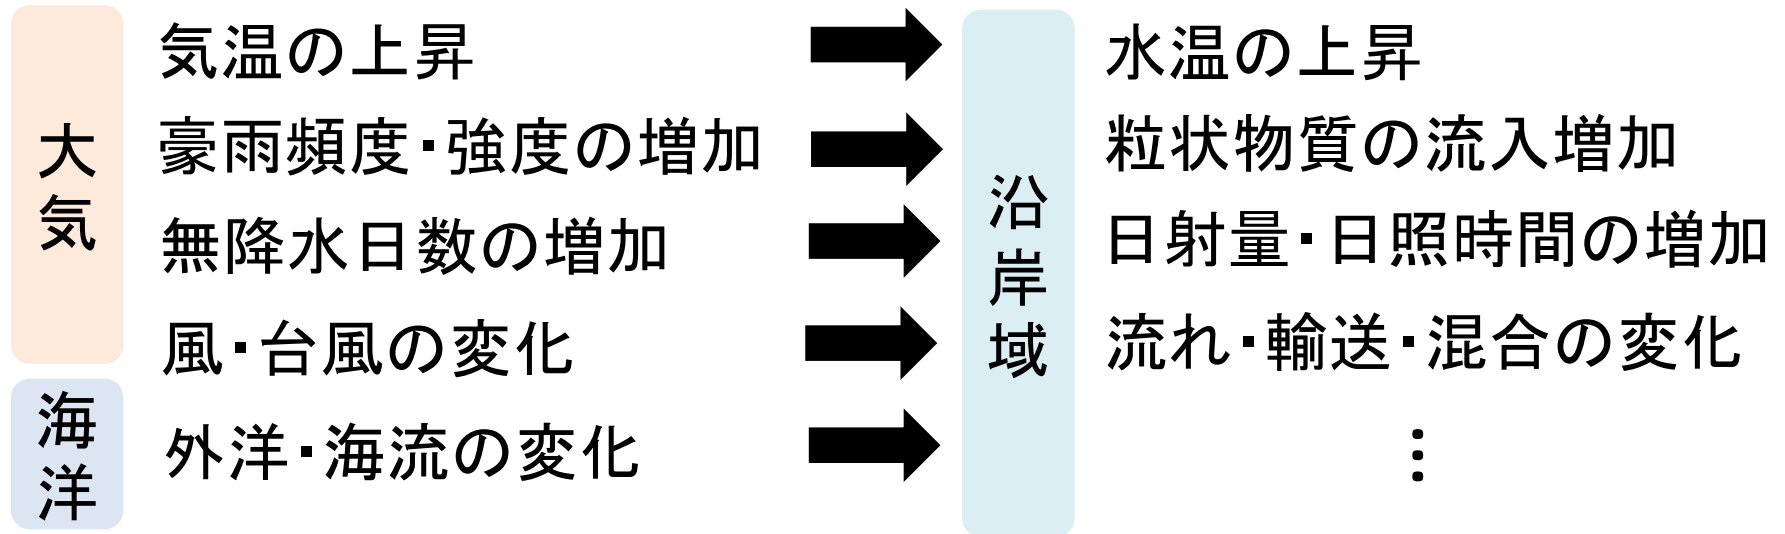 大気
気温の上昇
豪雨頻度・強度の増加
無降水日数の増加
風・台風の変化
海洋
外洋・海流の変化
沿岸域
水温の上昇
粒状物質の流入増加
日射量・日照時間の増加
流れ・輸送・混合の変化
…